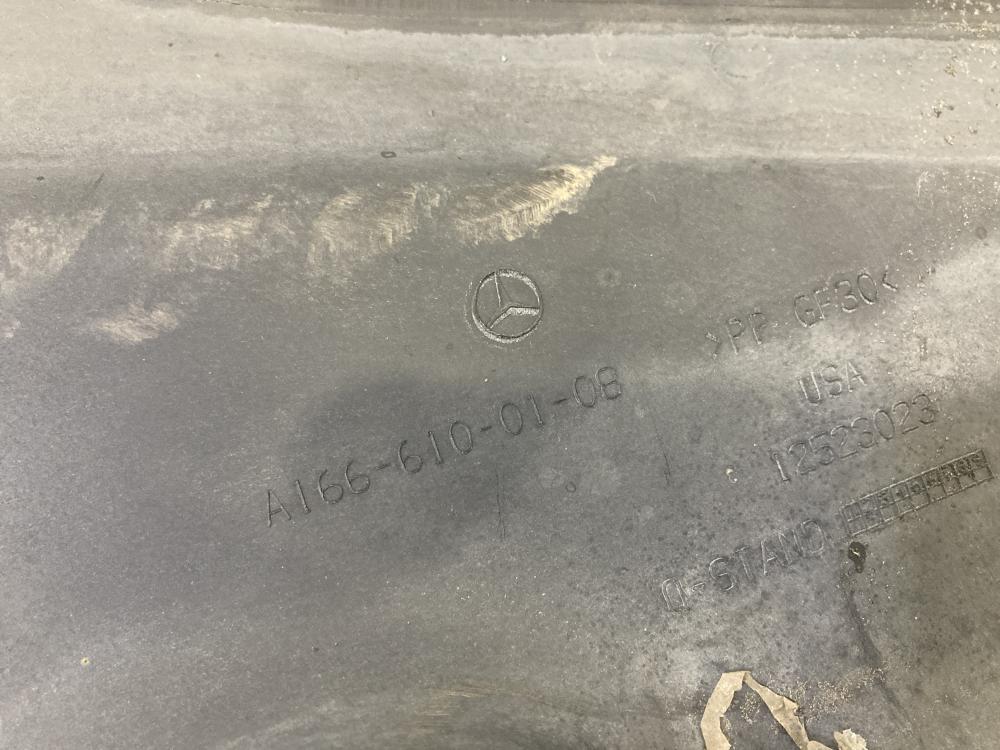 A166-610-01-08
>PP GF30<
USA
12523023
Q-STAND